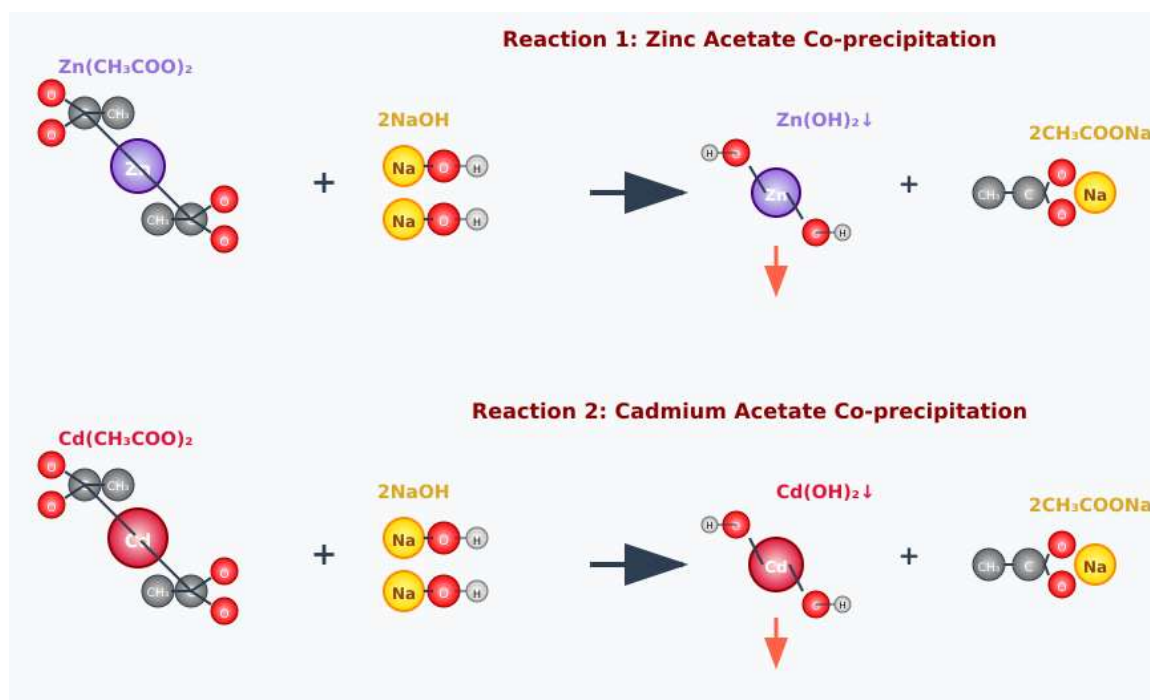 Reaction 1: Zinc Acetate Co-precipitation
Zn(CH₃COO)₂
2NaOH
Zn(OH)₂↓
2CH₃COONa
O
CH₃
O
Zn
CH₃
O
O
+
Na O H
Na O H
H
Zn
H
+
CH₃ C O Na
O
Reaction 2: Cadmium Acetate Co-precipitation
Cd(CH₃COO)₂
2NaOH
Cd(OH)₂↓
2CH₃COONa
O
CH₃
O
Cd
CH₃
O
O
+
Na O H
Na O H
H
Cd
H
+
CH₃ C O Na
O